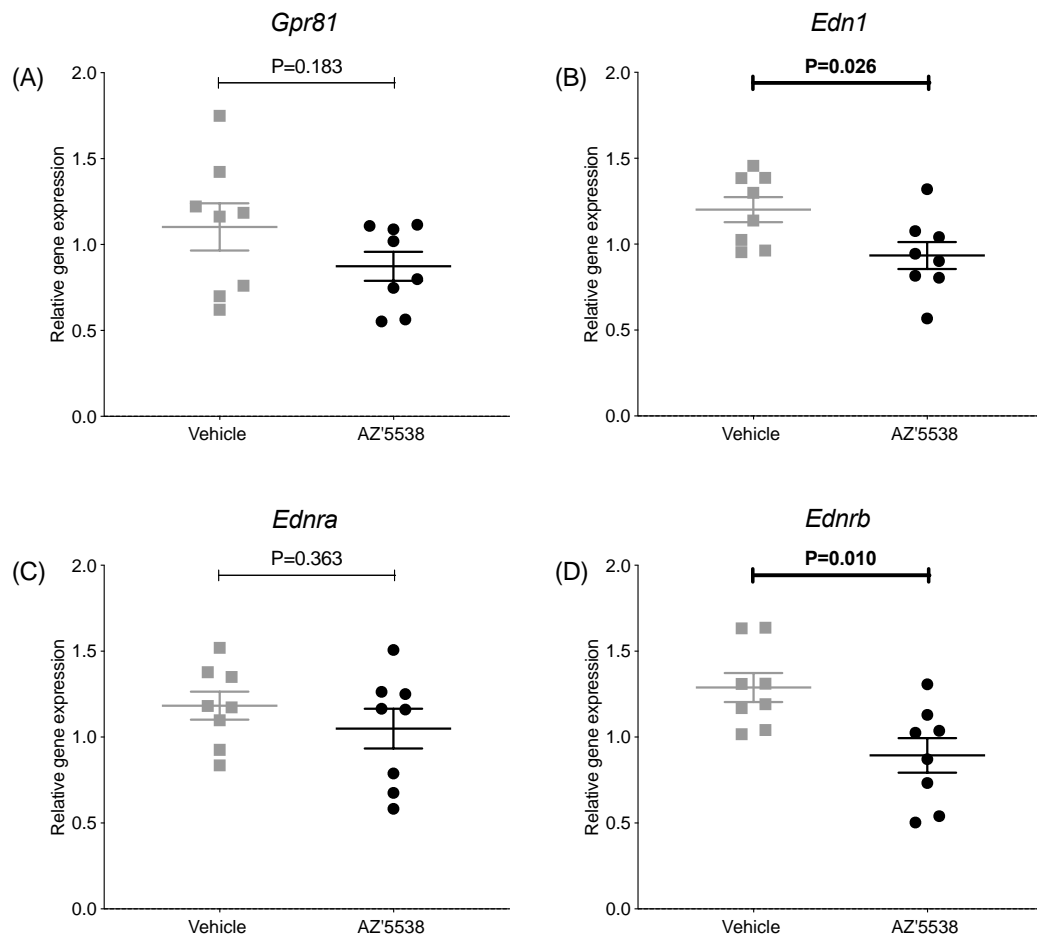 Gpr81
Edn1
(A)
P=0.183
(B)
P=0.026
Relative gene expression
2.0
1.5
1.0
0.5
0.0
Vehicle
AZ'5538
Relative gene expression
2.0
1.5
1.0
0.5
0.0
Vehicle
AZ'5538
Ednra
Ednrb
(C)
P=0.363
(D)
P=0.010
Relative gene expression
2.0
1.5
1.0
0.5
0.0
Vehicle
AZ'5538
Relative gene expression
2.0
1.5
1.0
0.5
0.0
Vehicle
AZ'5538